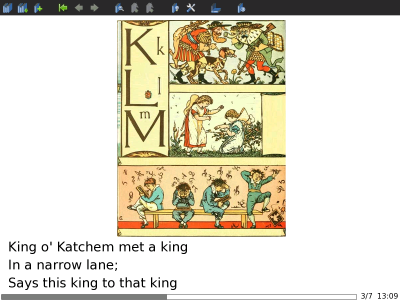 K k
L l
m
M
King o' Katchem met a king
In a narrow lane;
Says this king to that king
3/7 13:09